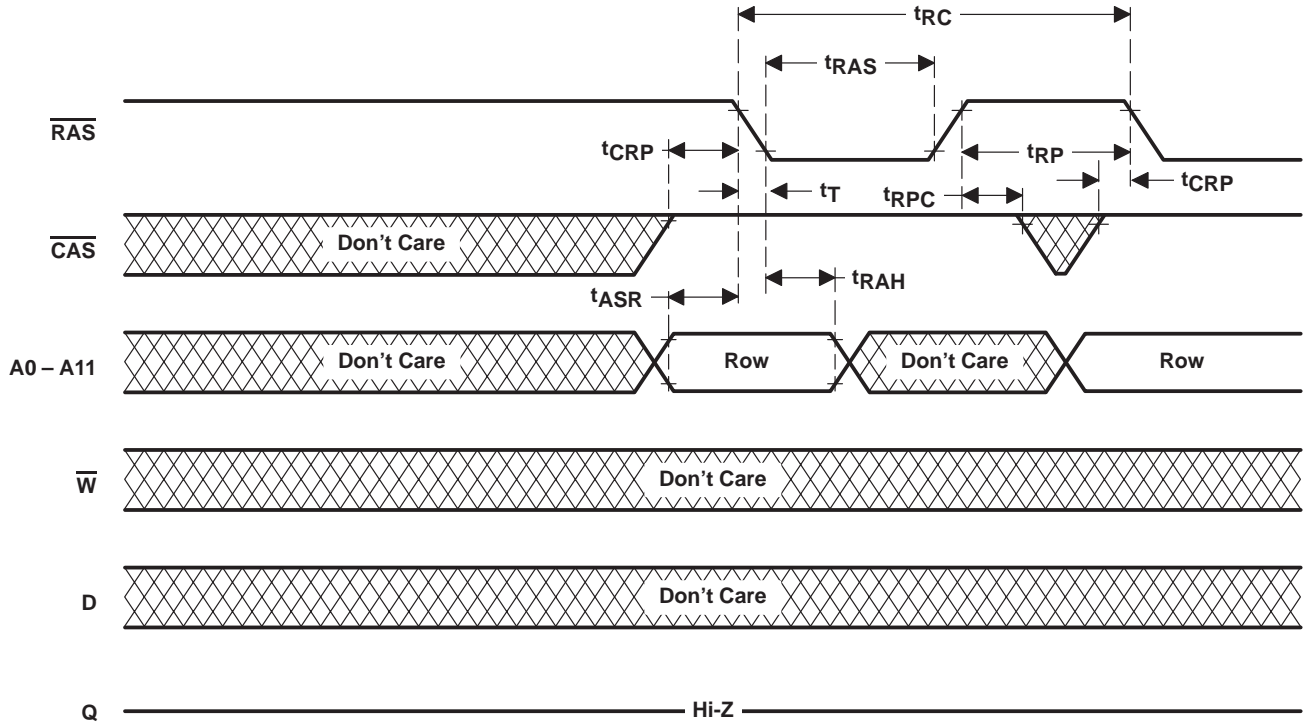 tRC
tRAS
RAS
tCRP
tRP
tT
tRPC
tCRP
CAS
Don't Care
tASR
tRAH
A0 – A11
Don't Care
Row
Don't Care
Row
W
Don't Care
D
Don't Care
Q
Hi-Z